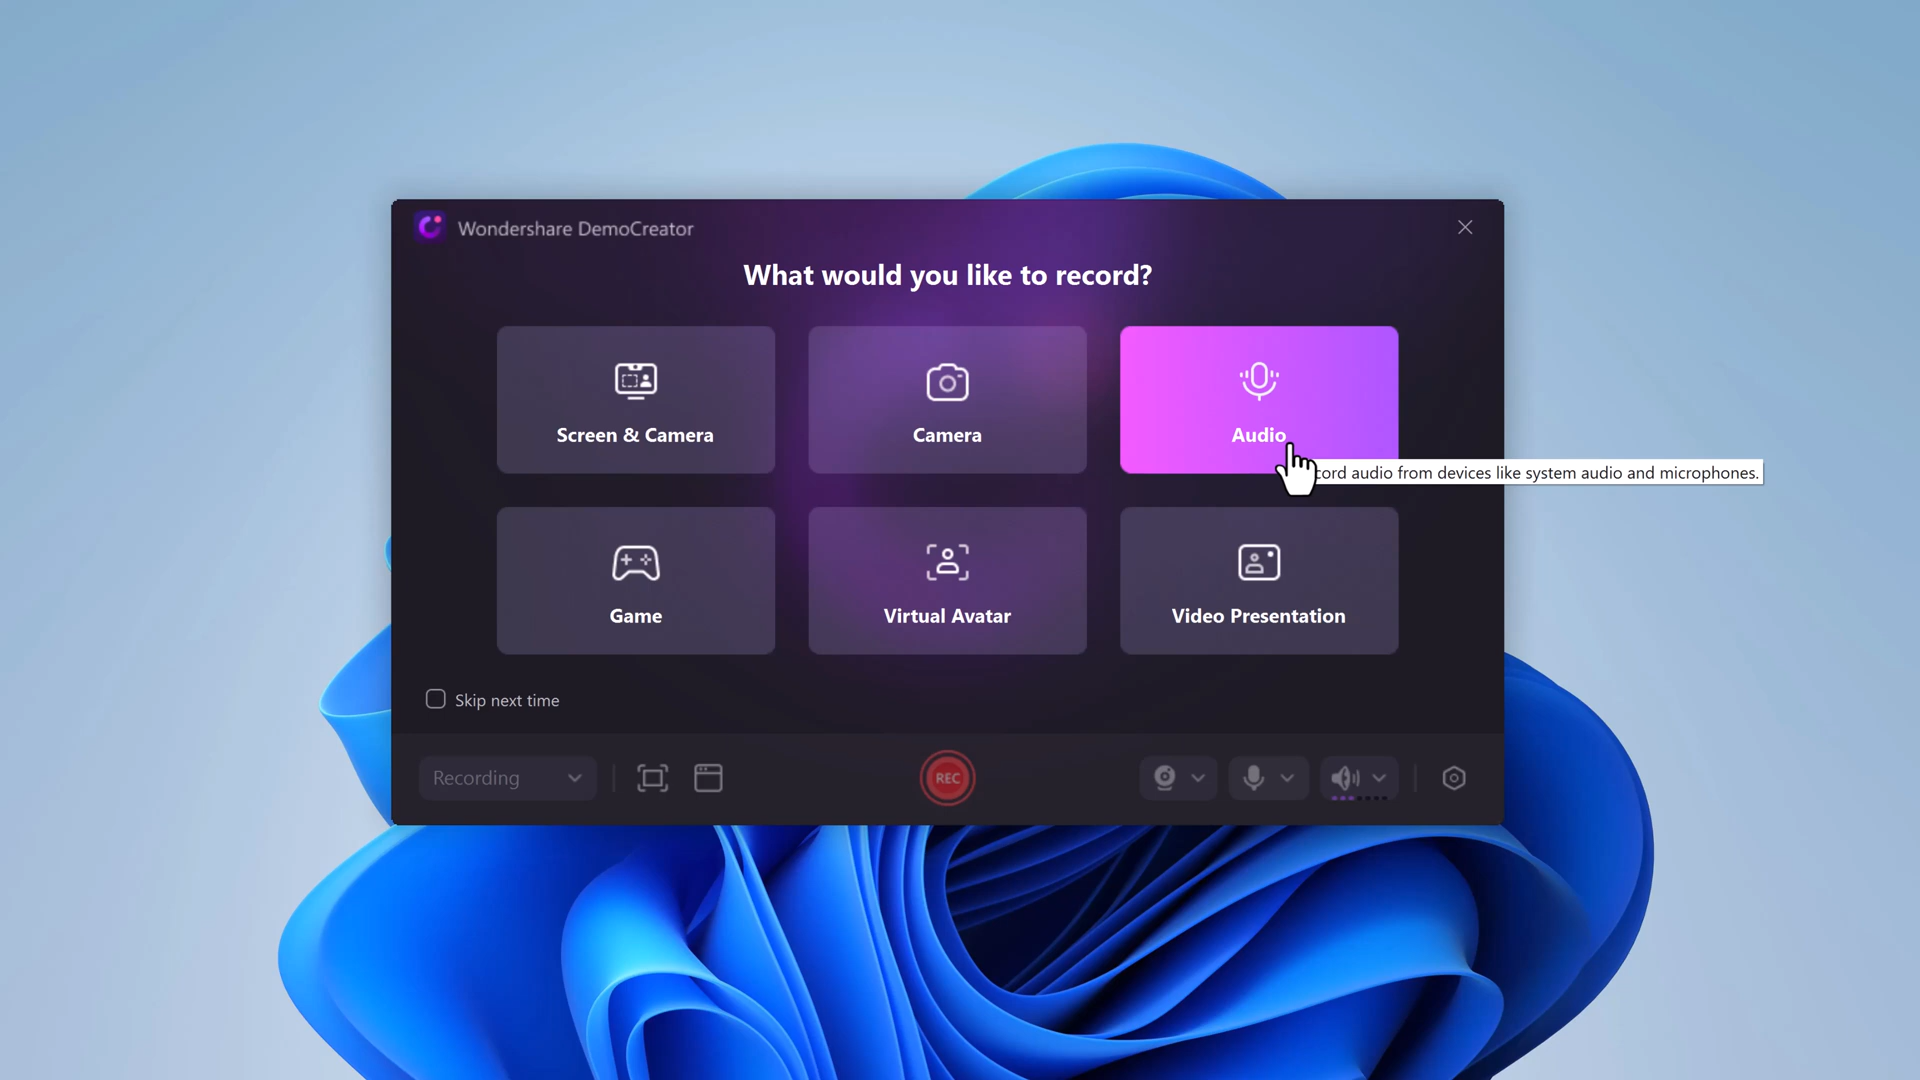 Wondershare DemoCreator
What would you like to record?
Screen & Camera
Camera
Audio
cord audio from devices like system audio and microphones.
Game
Virtual Avatar
Video Presentation
Skip next time
Recording
REC